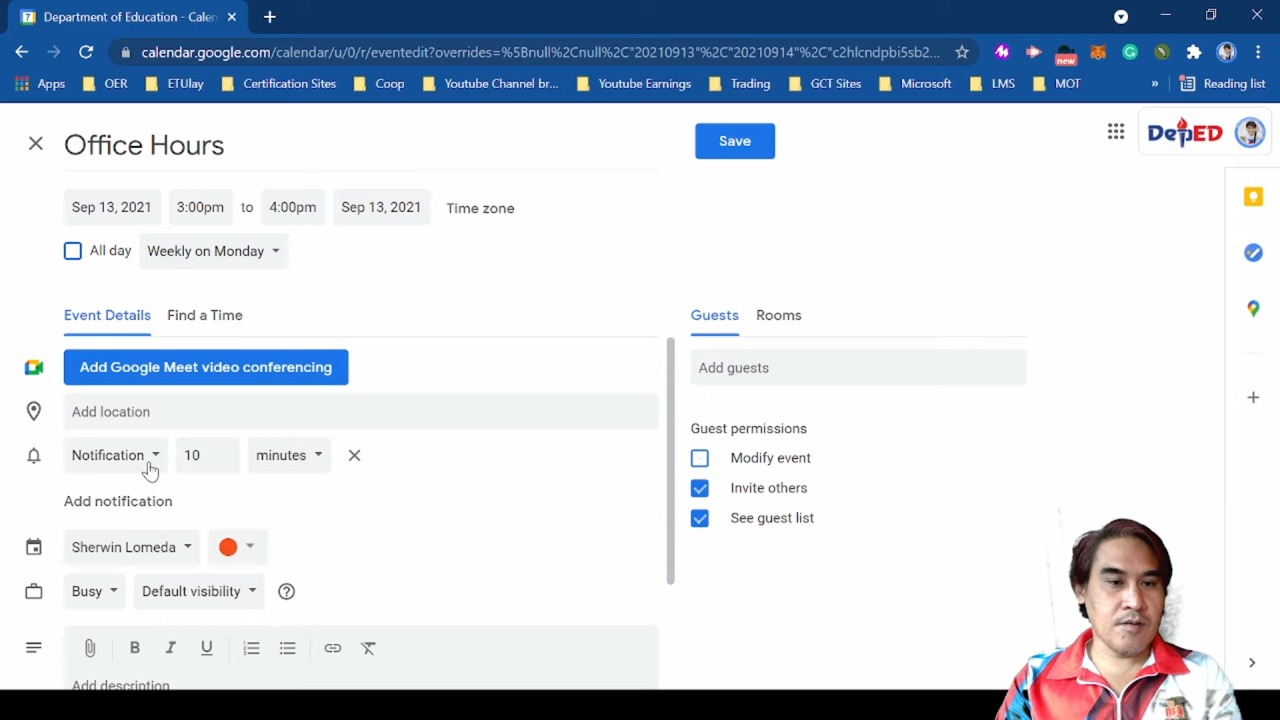 Department of Education - Calen
calendar.google.com/calendar/u/0/r/eventedit?overrides=%5Bnull%2Cnull%2C"20210913"%2C"20210914"%2C"c2hlcndpbi5sb2...
new
Apps OER ETUlay Certification Sites Coop Youtube Channel br... Youtube Earnings Trading GCT Sites Microsoft LMS MOT » Reading list
Office Hours
Save
DepED
Sep 13, 2021 3:00pm to 4:00pm Sep 13, 2021 Time zone
All day Weekly on Monday
Event Details Find a Time
Guests Rooms
Add Google Meet video conferencing
Add guests
Add location
Guest permissions
Notification 10 minutes
Modify event
Invite others
Add notification
See guest list
Sherwin Lomeda
Busy Default visibility
B I U
Add description